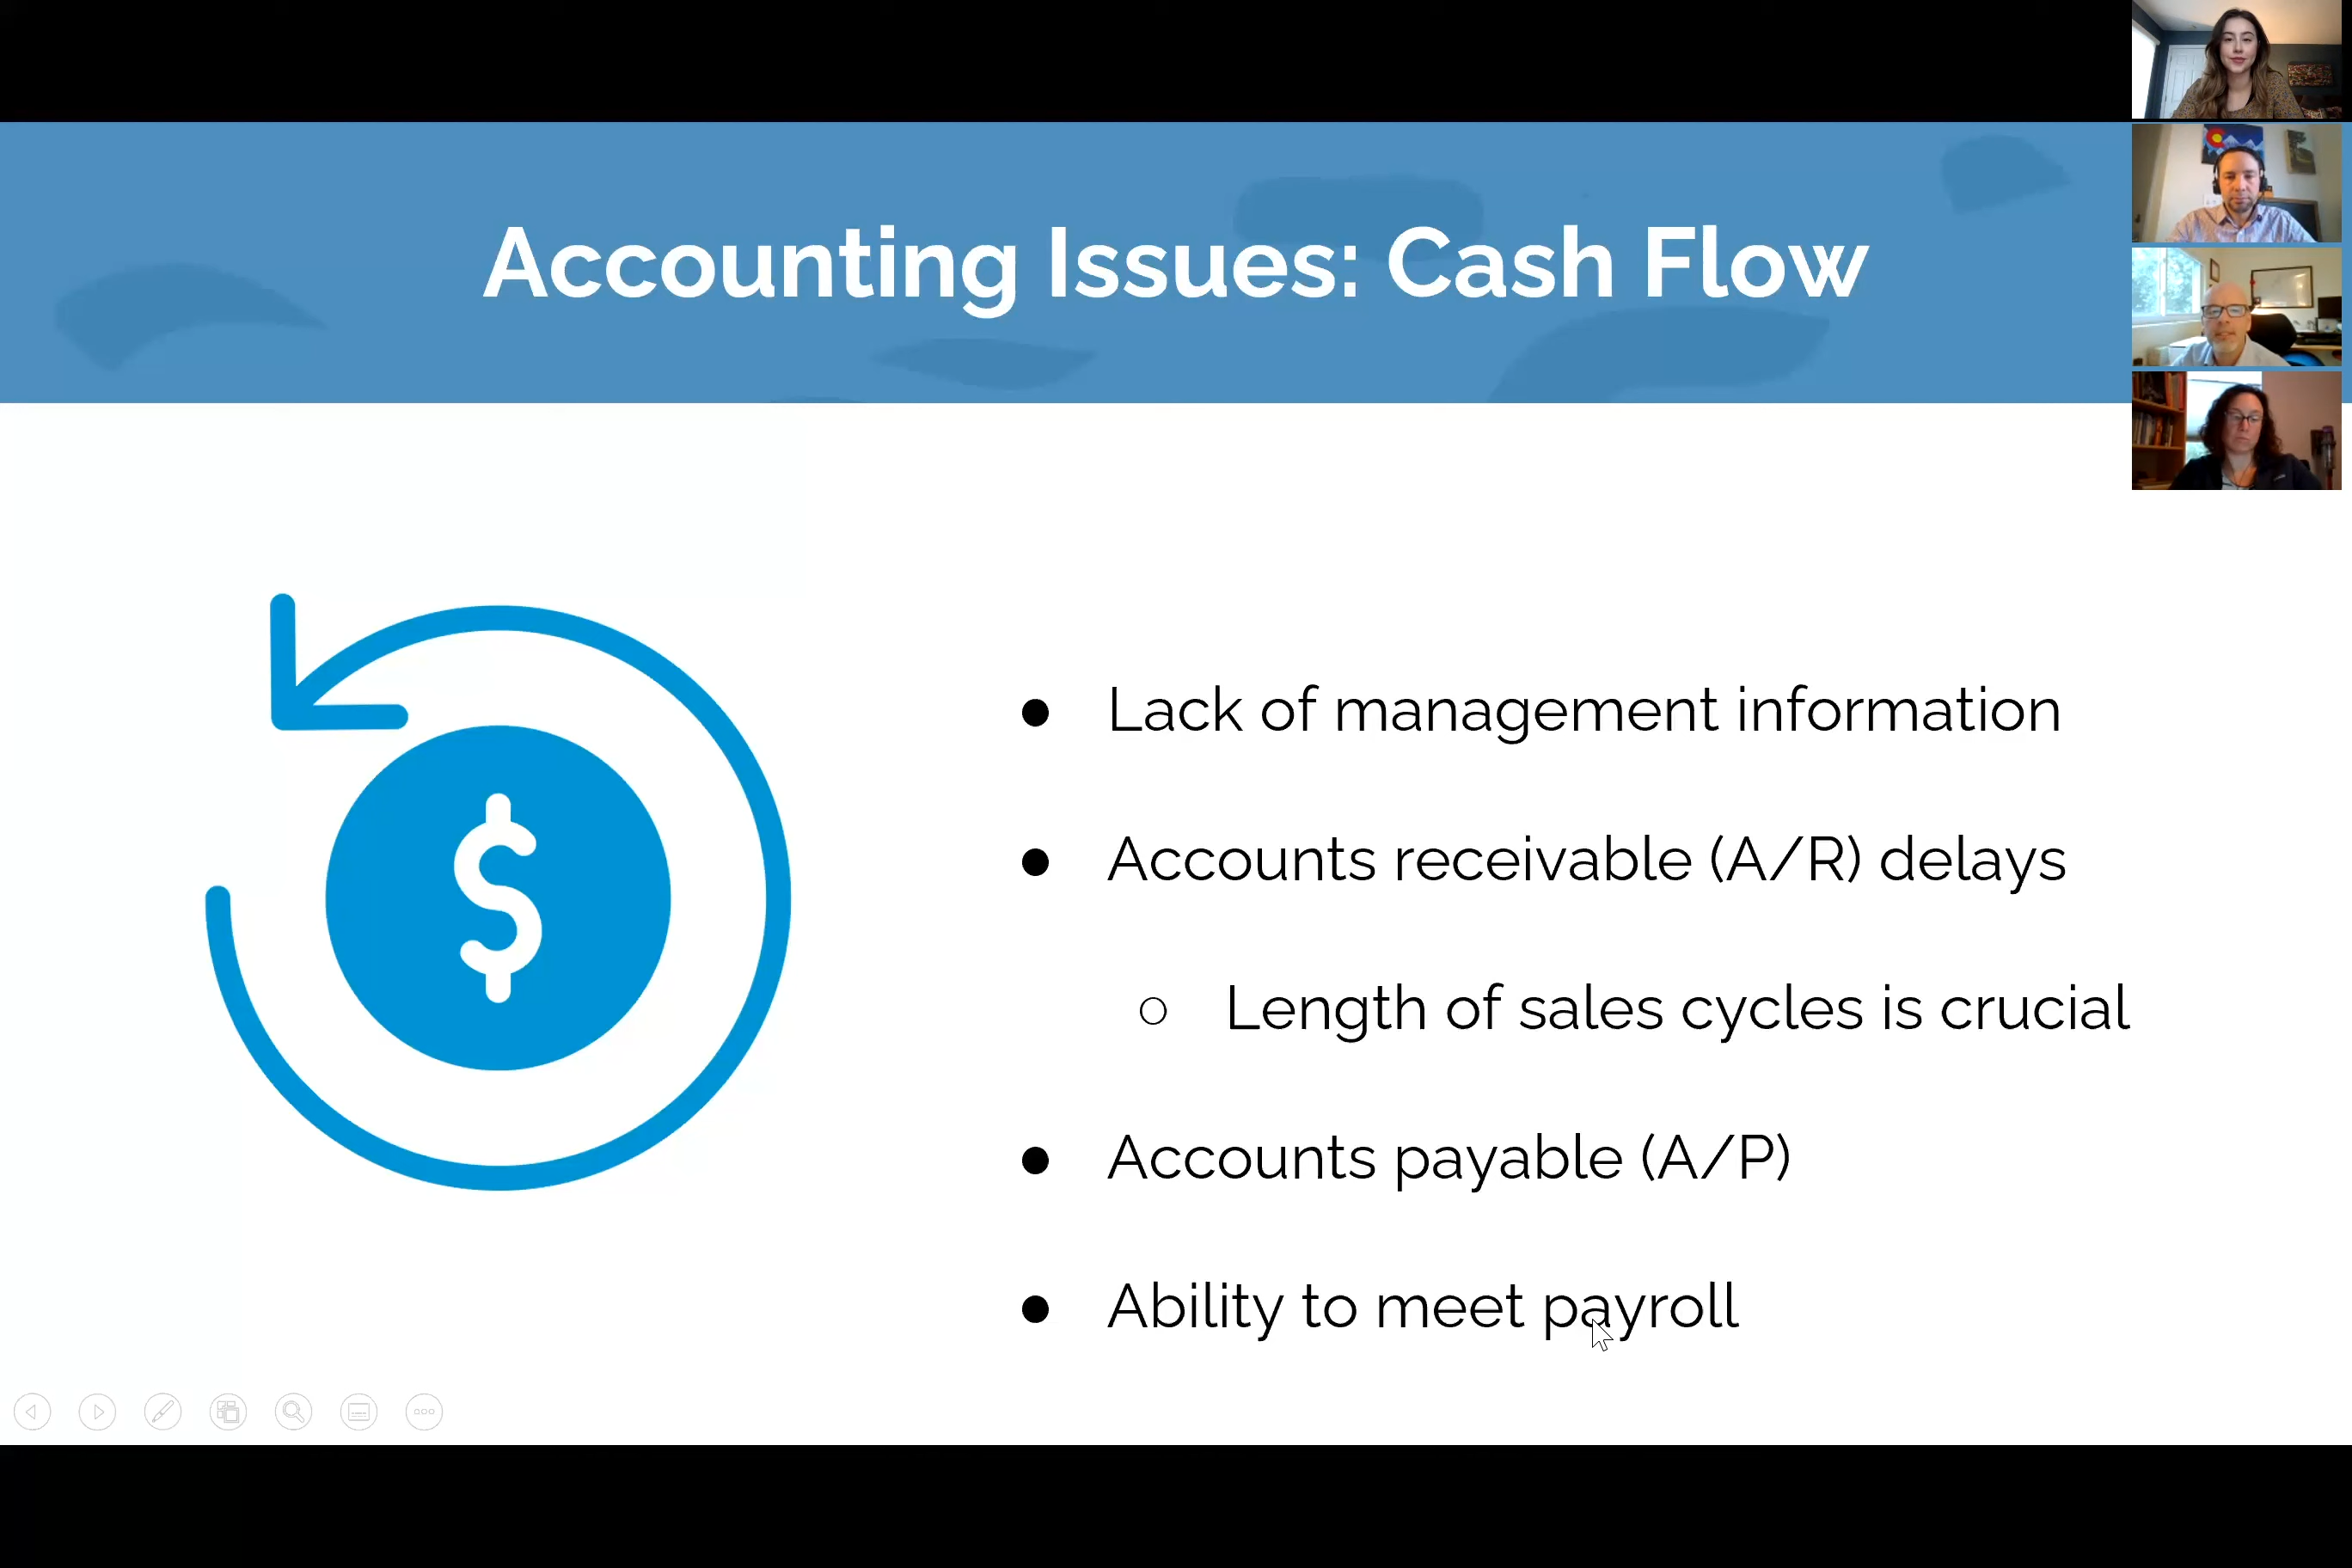 Accounting Issues: Cash Flow
$
● Lack of management information
● Accounts receivable (A/R) delays
○ Length of sales cycles is crucial
● Accounts payable (A/P)
● Ability to meet payroll